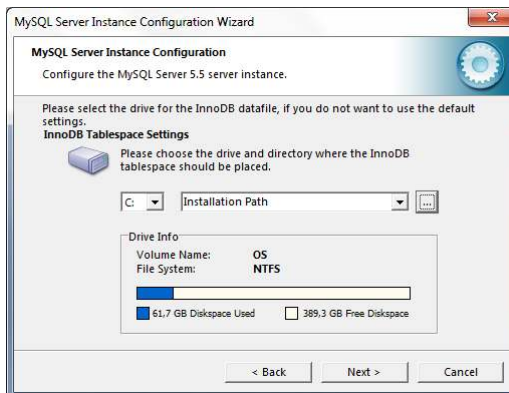 MySQL Server Instance Configuration Wizard
MySQL Server Instance Configuration
Configure the MySQL Server 5.5 server instance.
Please select the drive for the InnoDB datafile, if you do not want to use the default
settings.
InnoDB Tablespace Settings
Please choose the drive and directory where the InnoDB
tablespace should be placed.
C: Installation Path ...
Drive Info
Volume Name: OS
File System: NTFS
61,7 GB Diskspace Used 389,3 GB Free Diskspace
< Back Next > Cancel